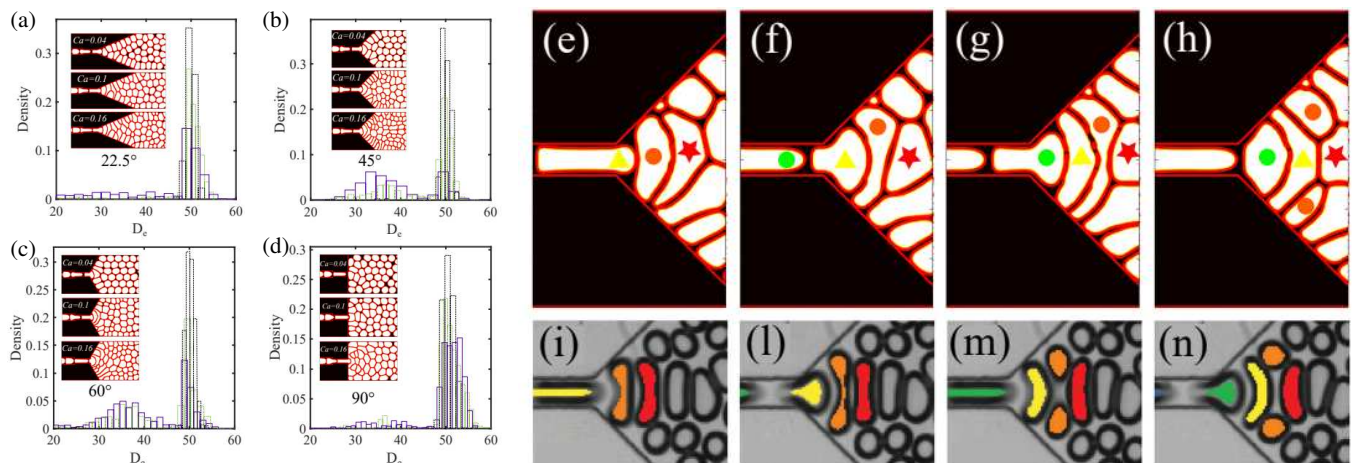 (a)
Density
0.3
0.2
0.1
0
Ca=0.04
Ca=0.1
Ca=0.16
22.5°
20 30 40 50 60
D_e
(b)
Density
0.3
0.2
0.1
0
Ca=0.04
Ca=0.1
Ca=0.16
45°
20 30 40 50 60
D_e
(c)
Density
0.3
0.25
0.2
0.15
0.1
0.05
0
Ca=0.04
Ca=0.1
Ca=0.16
60°
20 30 40 50 60
D_e
(d)
Density
0.3
0.25
0.2
0.15
0.1
0.05
0
Ca=0.04
Ca=0.1
Ca=0.16
90°
20 30 40 50 60
D_e
(e) (f) (g) (h)
(i) (l) (m) (n)